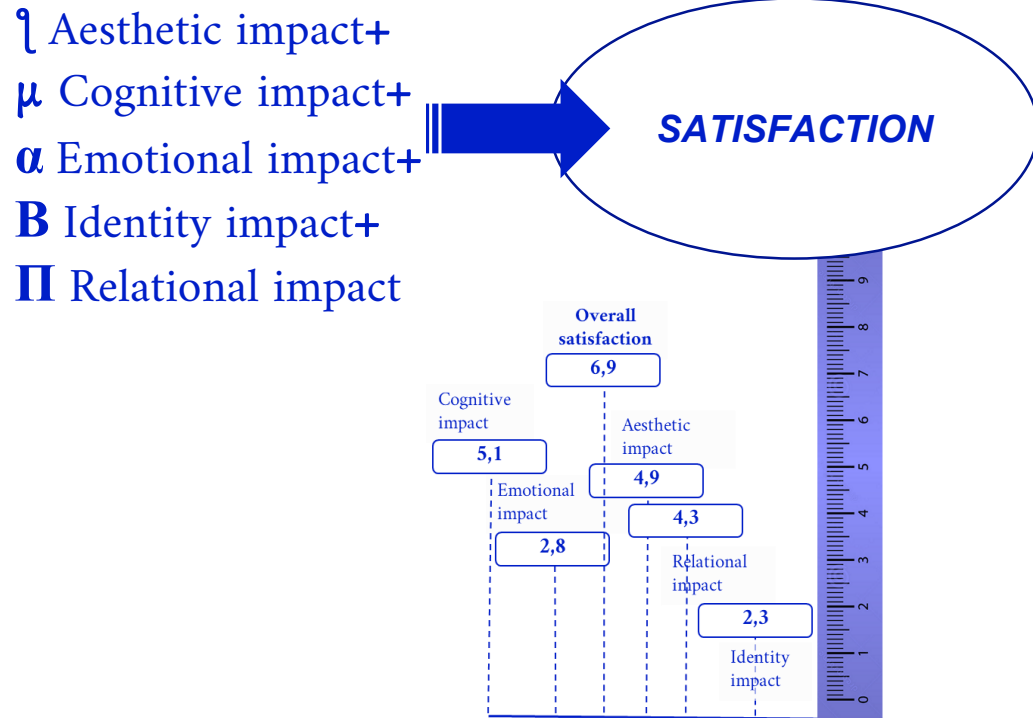 ƪ Aesthetic impact+
μ Cognitive impact+
α Emotional impact+
Β Identity impact+
Π Relational impact
SATISFACTION
Overall
satisfaction
6,9
Cognitive
impact
5,1
Aesthetic
impact
4,9
Emotional
impact
2,8
4,3
Relational
impact
2,3
Identity
impact
9
8
7
6
5
4
3
2
1
0